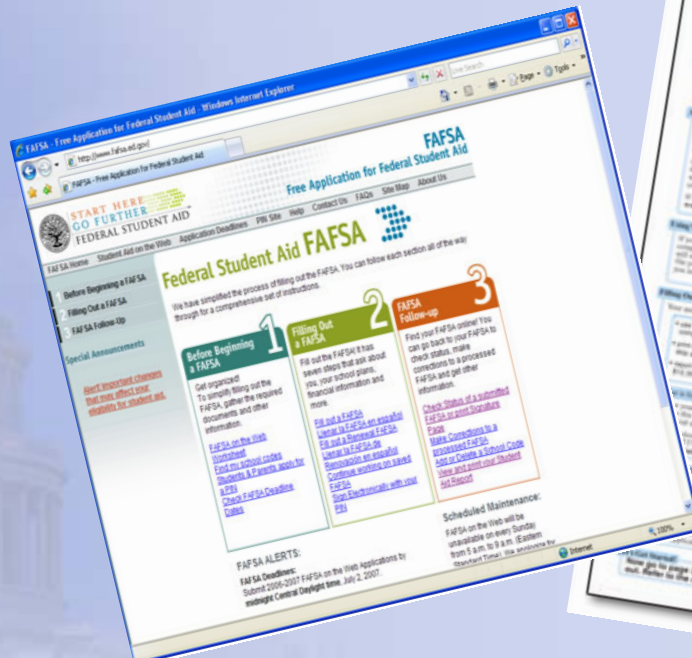 FAFSA - Free Application for Federal Student Aid - Windows Internet Explorer
http://www.fafsa.ed.gov/
Live Search
FAFSA - Free Application for Federal Student Aid
Page
Tools
START HERE
GO FURTHER
FEDERAL STUDENT AID
FAFSA
Free Application for Federal Student Aid
FAFSA Home Student Aid on the Web Application Deadlines PIN Site Help Contact Us FAQs Site Map About Us
1 Before Beginning a FAFSA
2 Filling Out a FAFSA
3 FAFSA Follow-Up
Special Announcements
Alert! Important changes
that may affect your
eligibility for student aid.
Federal Student Aid FAFSA
We have simplified the process of filling out the FAFSA. You can follow each section all of the way
through for a comprehensive set of instructions.
Before Beginning
a FAFSA
1
Get organized!
To simplify filling out the
FAFSA, gather the required
documents and other
information.
FAFSA on the Web
Worksheet
Find my school codes
Students & Parents apply for
a PIN
Check FAFSA Deadline
Dates
Filling Out
a FAFSA
2
Fill out the FAFSA! It has
seven steps that ask about
you, your school plans,
financial information and
more.
Fill out a FAFSA
Llenar la FAFSA en español
Fill out a Renewal FAFSA
Llenar la FAFSA de
Renovación en español
Continue working on saved
FAFSA
Sign Electronically with your
PIN
FAFSA
Follow-up
3
Find your FAFSA online! You
can go back to your FAFSA to
check status, make
corrections to a processed
FAFSA and get other
information.
Check Status of a submitted
FAFSA or print Signature
Page
Make Corrections to a
processed FAFSA
Add or Delete a School Code
View and print your Student
Aid Report
FAFSA ALERTS:
FAFSA Deadlines:
Submit 2006-2007 FAFSA on the Web Applications by
midnight Central Daylight time, July 2, 2007.
Scheduled Maintenance:
FAFSA on the Web will be
unavailable on every Sunday
from 5 a.m. to 9 a.m. (Eastern
Standard Time). We apologize for
Internet
100%